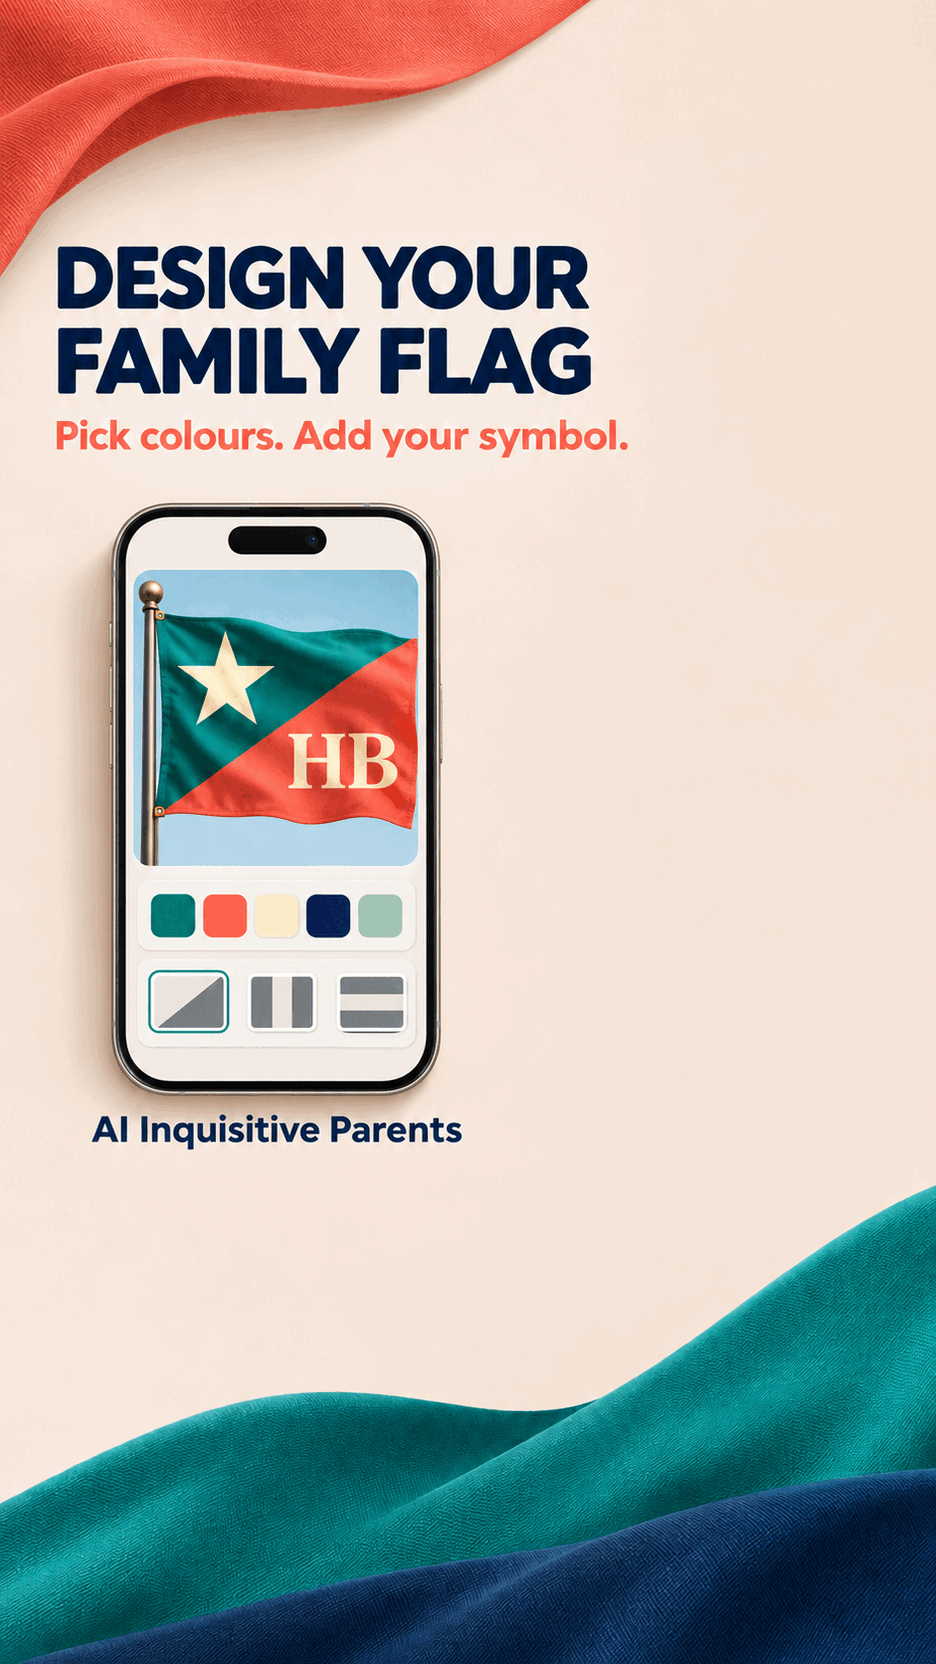 DESIGN YOUR
FAMILY FLAG
Pick colours. Add your symbol.
HB
AI Inquisitive Parents